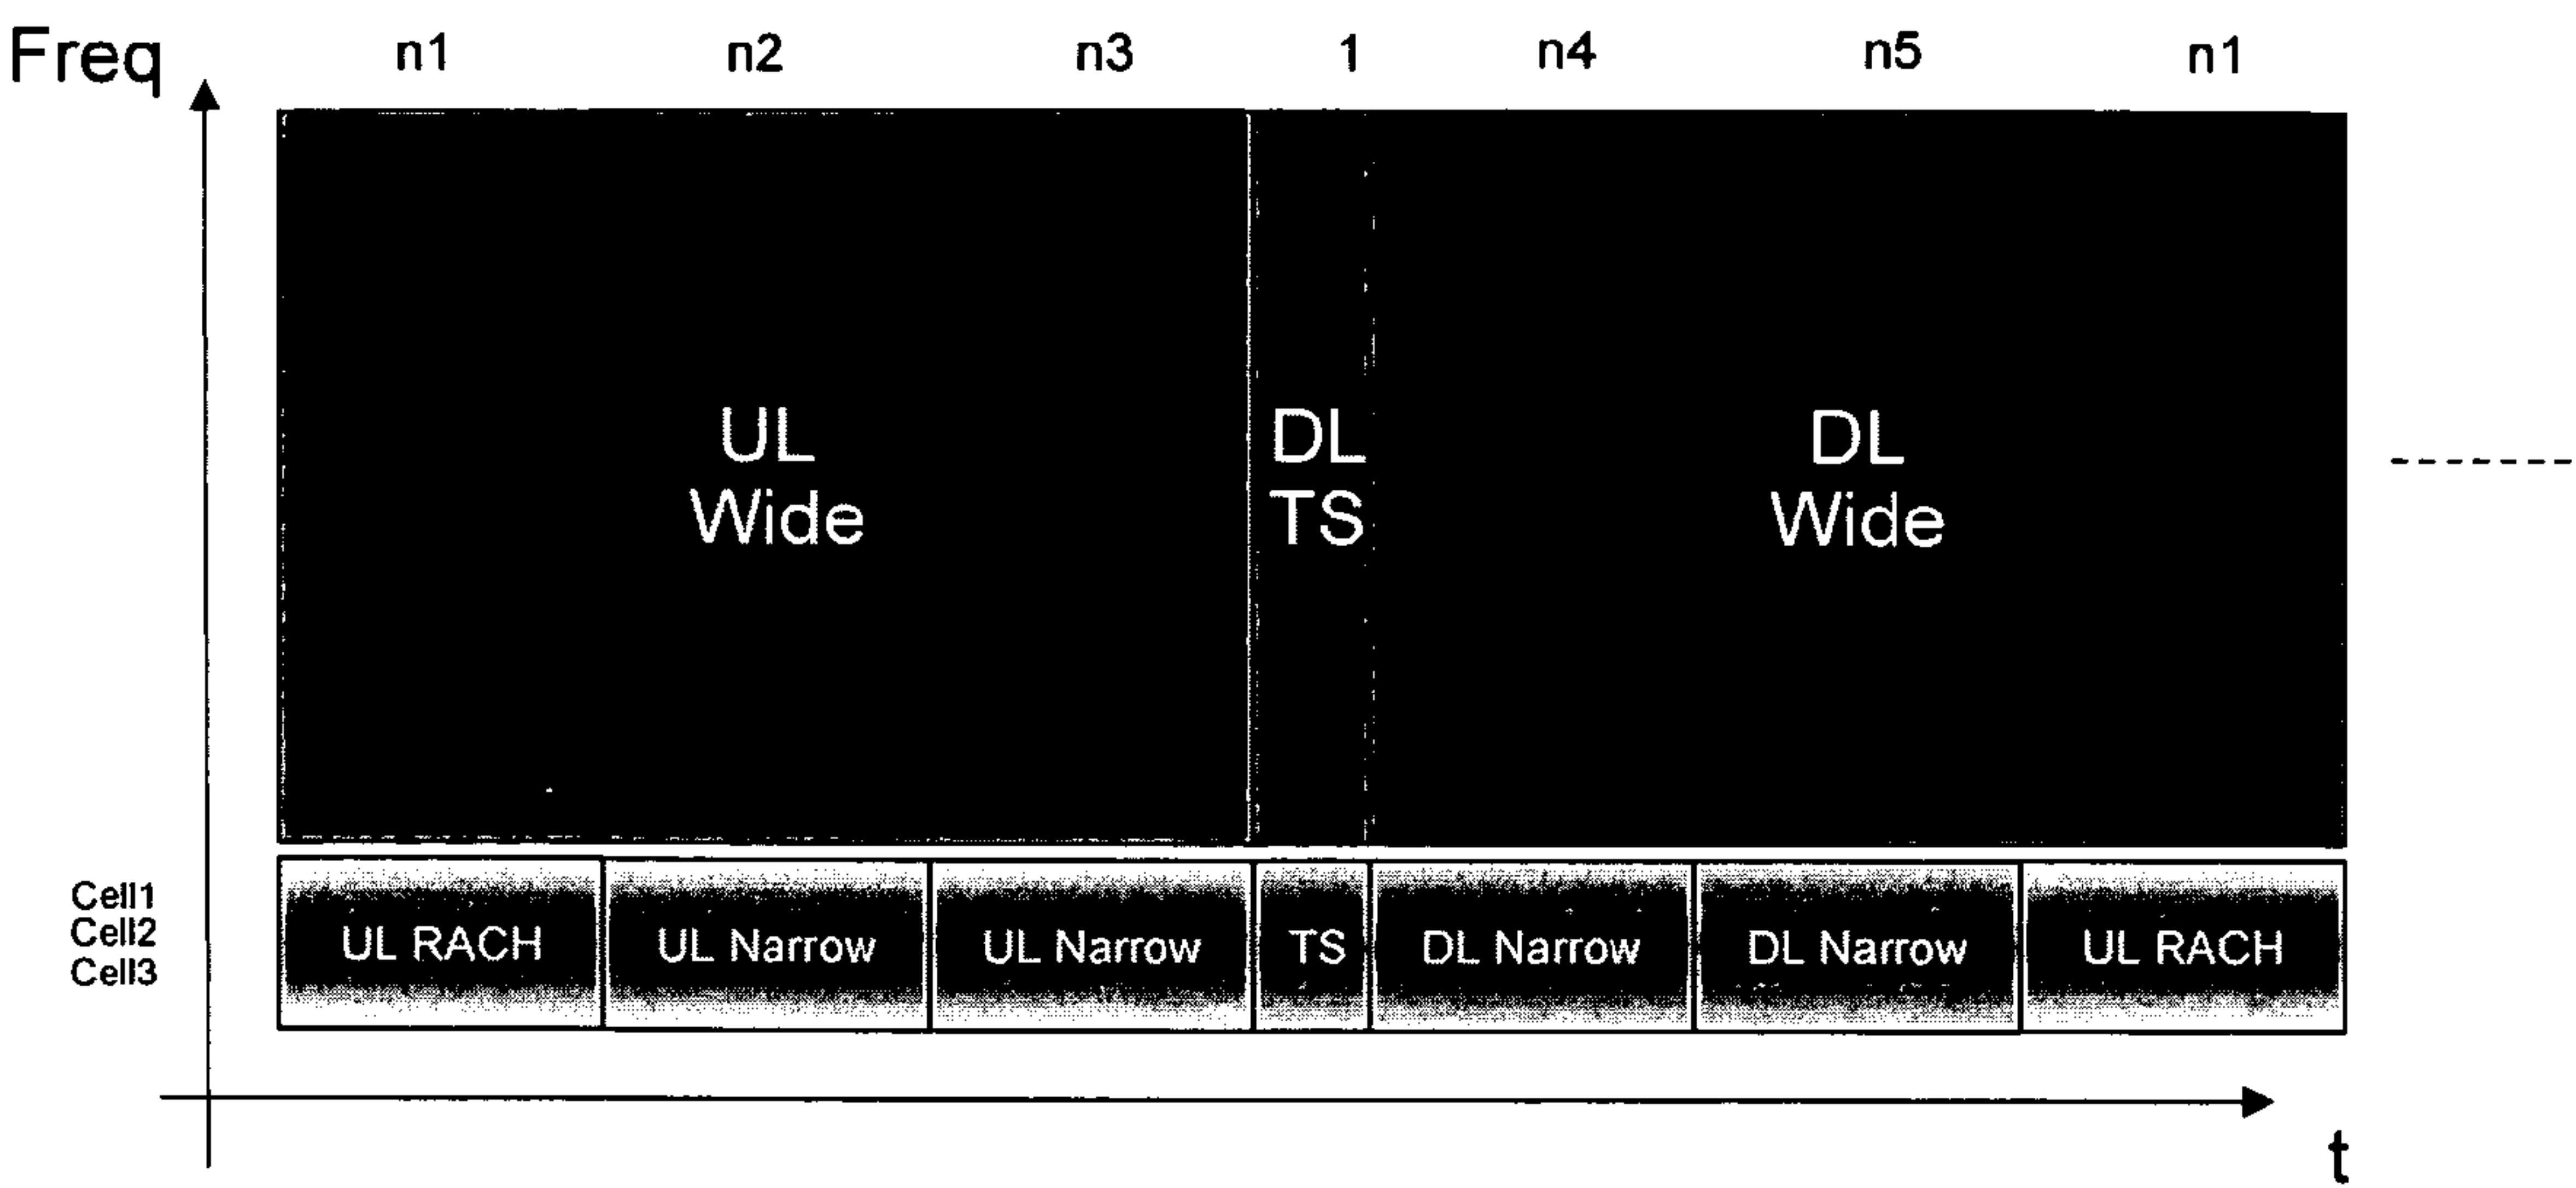 Freq n1 n2 n3 1 n4 n5 n1
UL
Wide
DL
TS
DL
Wide
Cell1
Cell2
Cell3
UL RACH UL Narrow UL Narrow TS DL Narrow DL Narrow UL RACH
t